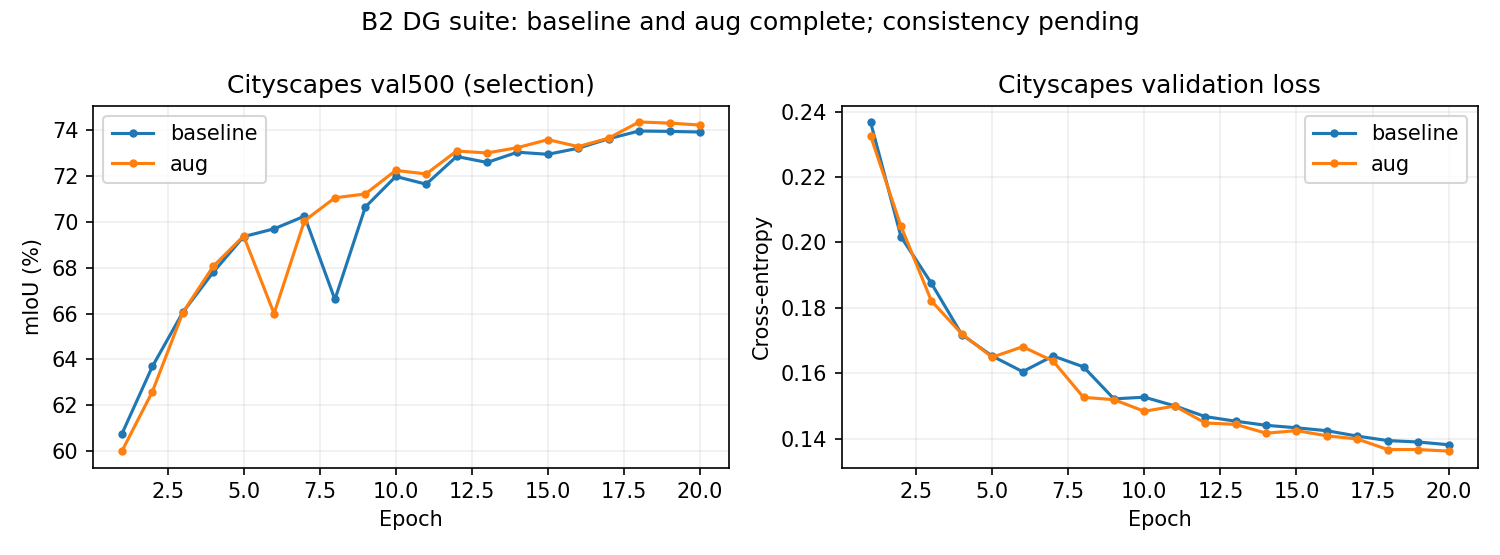 B2 DG suite: baseline and aug complete; consistency pending
Cityscapes val500 (selection)
mIoU (%)
74
72
70
68
66
64
62
60
baseline
aug
2.5 5.0 7.5 10.0 12.5 15.0 17.5 20.0
Epoch
Cityscapes validation loss
Cross-entropy
0.24
0.22
0.20
0.18
0.16
0.14
baseline
aug
2.5 5.0 7.5 10.0 12.5 15.0 17.5 20.0
Epoch